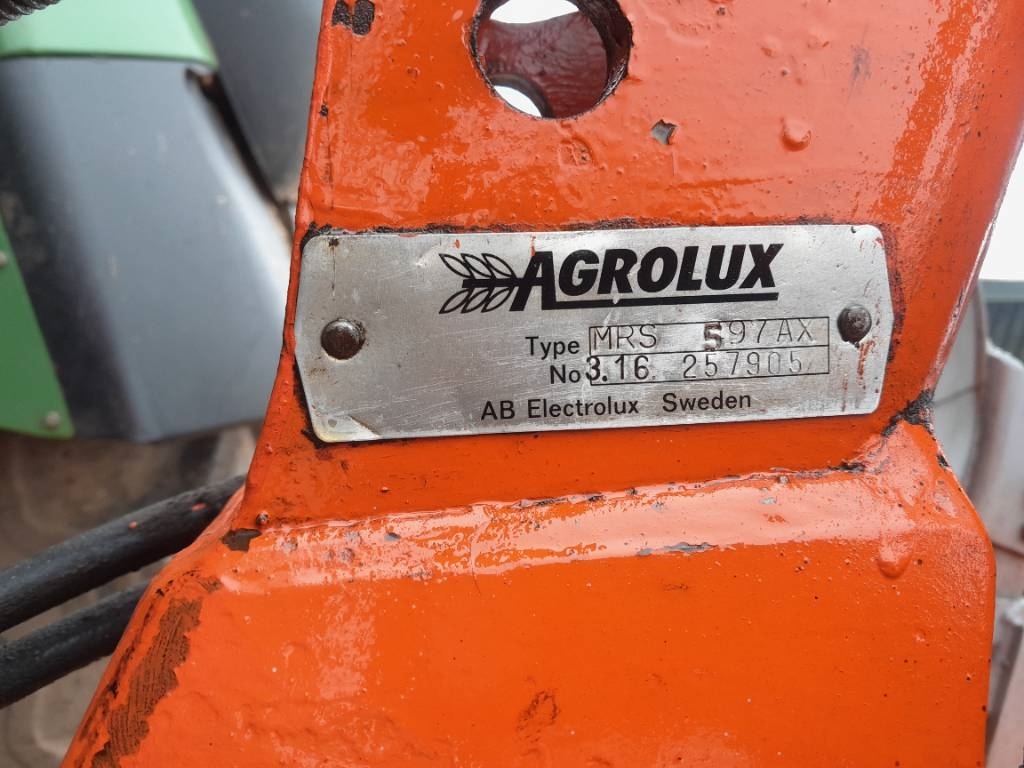 AGROLUX
Type MRS 597AX
No 3.16 257905
AB Electrolux Sweden